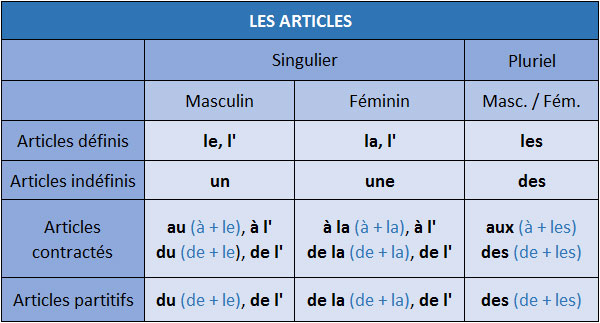 LES ARTICLES
Singulier Pluriel
Masculin Féminin Masc. / Fém.
Articles définis le, l' la, l' les
Articles indéfinis un une des
Articles contractés au (à + le), à l' à la (à + la), à l' aux (à + les)
du (de + le), de l' de la (de + la), de l' des (de + les)
Articles partitifs du (de + le), de l' de la (de + la), de l' des (de + les)